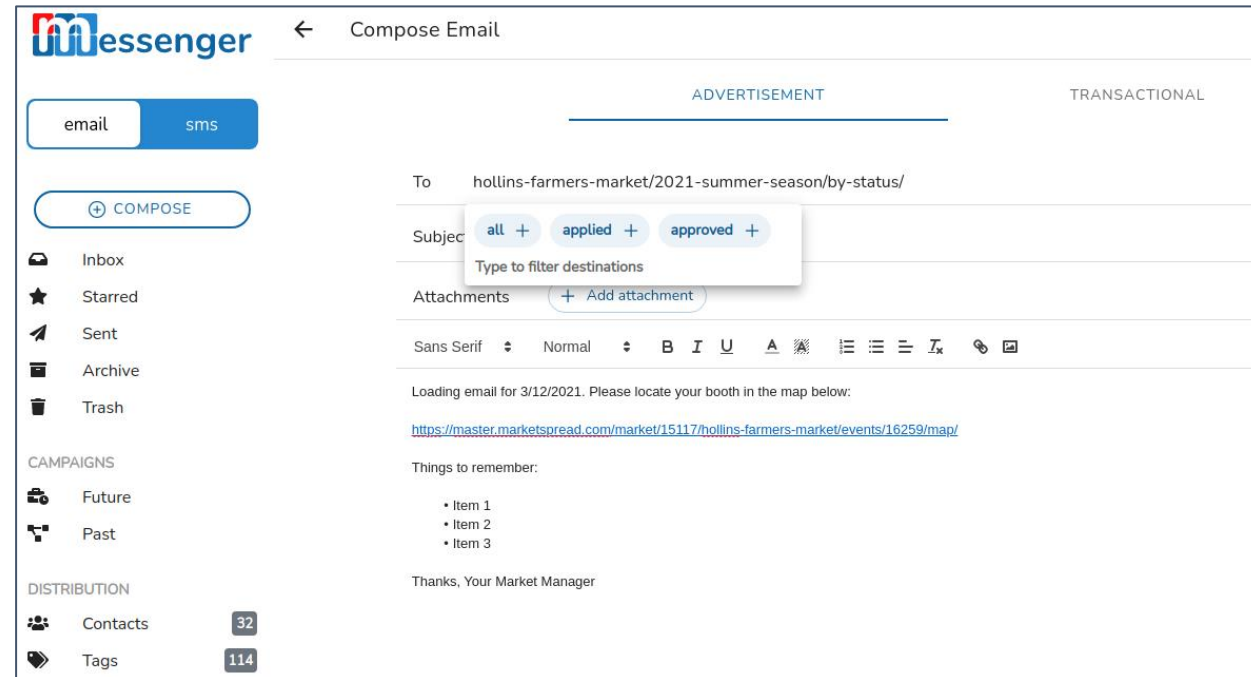 messenger
Compose Email
ADVERTISEMENT TRANSACTIONAL
email sms
To hollins-farmers-market/2021-summer-season/by-status/
COMPOSE
all + applied + approved +
Type to filter destinations
Inbox
Attachments + Add attachment
Starred
Sent
Sans Serif Normal B I U A A
Archive
Loading email for 3/12/2021. Please locate your booth in the map below:
Trash
https://master.marketspread.com/market/15117/hollins-farmers-market/events/16259/map/
CAMPAIGNS
Things to remember:
Future
• Item 1
Past
• Item 2
• Item 3
DISTRIBUTION
Thanks, Your Market Manager
Contacts 32
Tags 114